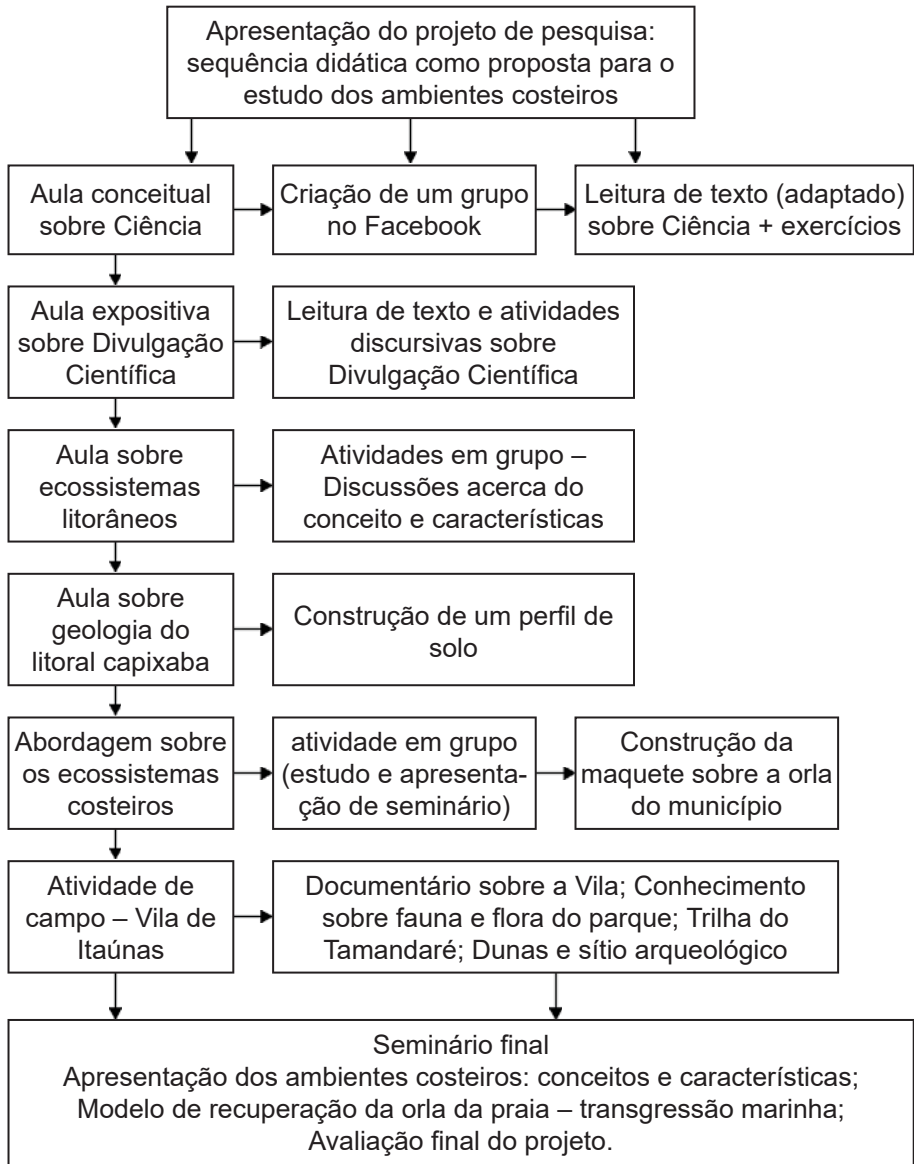 Apresentação do projeto de pesquisa:
sequência didática como proposta para o
estudo dos ambientes costeiros
Aula conceitual
sobre Ciência
Criação de um grupo
no Facebook
Leitura de texto (adaptado)
sobre Ciência + exercícios
Aula expositiva
sobre Divulgação
Científica
Leitura de texto e atividades
discursivas sobre
Divulgação Científica
Aula sobre
ecossistemas
litorâneos
Atividades em grupo –
Discussões acerca do
conceito e características
Aula sobre
geologia do
litoral capixaba
Construção de um perfil de
solo
Abordagem sobre
os ecossistemas
costeiros
atividade em grupo
(estudo e apresenta-
ção de seminário)
Construção da
maquete sobre a orla
do município
Atividade de
campo – Vila de
Itaúnas
Documentário sobre a Vila; Conhecimento
sobre fauna e flora do parque; Trilha do
Tamandaré; Dunas e sítio arqueológico
Seminário final
Apresentação dos ambientes costeiros: conceitos e características;
Modelo de recuperação da orla da praia – transgressão marinha;
Avaliação final do projeto.